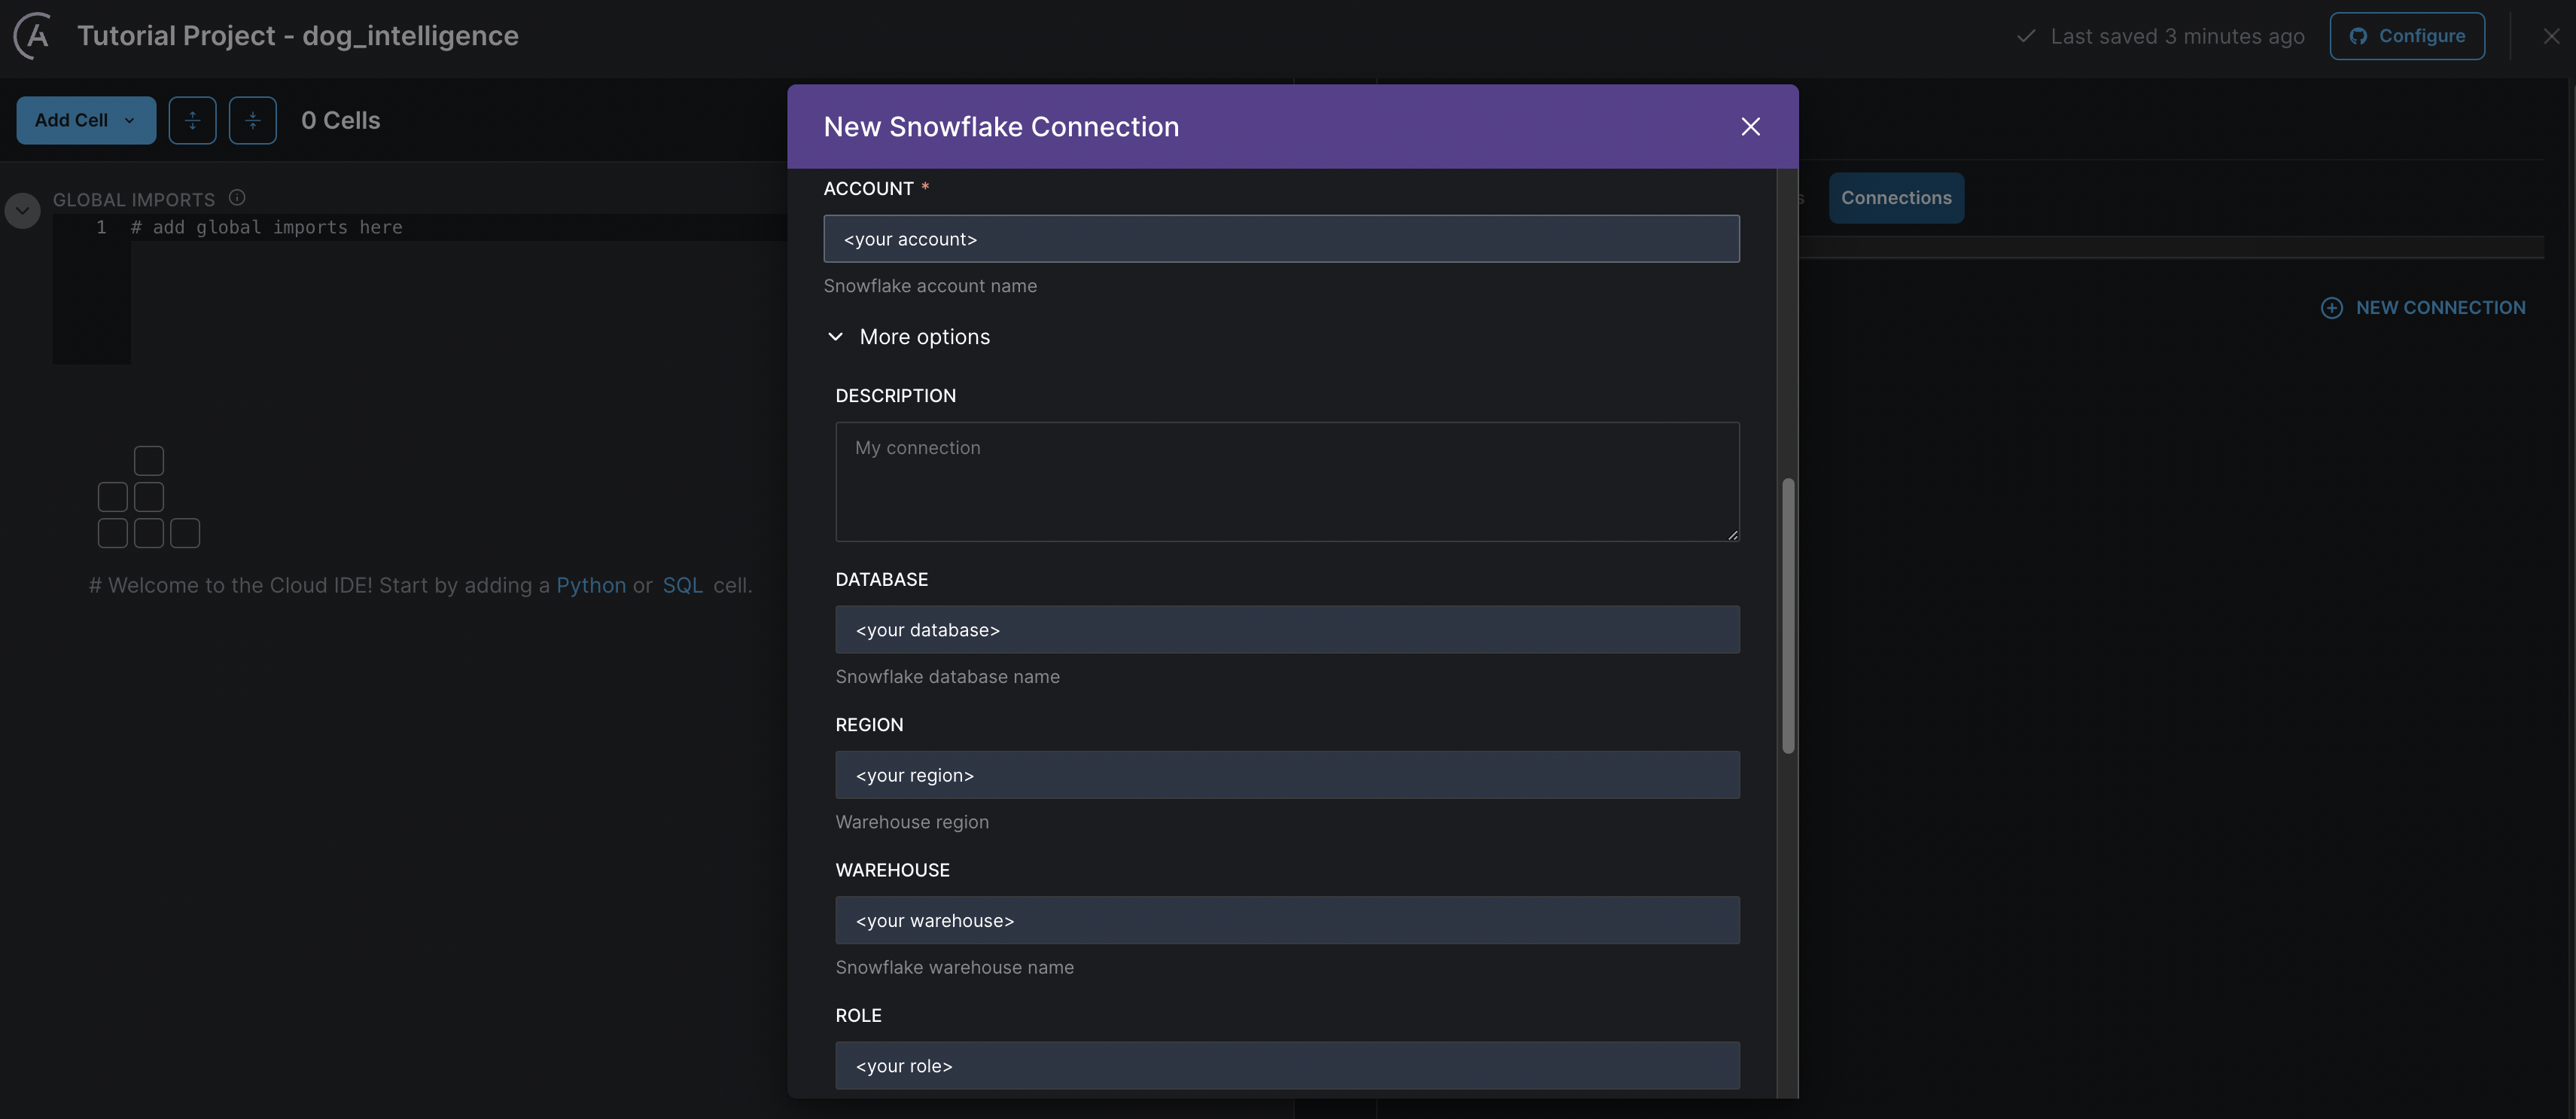 Tutorial Project - dog_intelligence
Last saved 3 minutes ago
Configure
Add Cell
0 Cells
GLOBAL IMPORTS
1 # add global imports here
# Welcome to the Cloud IDE! Start by adding a Python or SQL cell.
New Snowflake Connection
ACCOUNT *
<your account>
Snowflake account name
More options
DESCRIPTION
My connection
DATABASE
<your database>
Snowflake database name
REGION
<your region>
Warehouse region
WAREHOUSE
<your warehouse>
Snowflake warehouse name
ROLE
<your role>
Connections
NEW CONNECTION